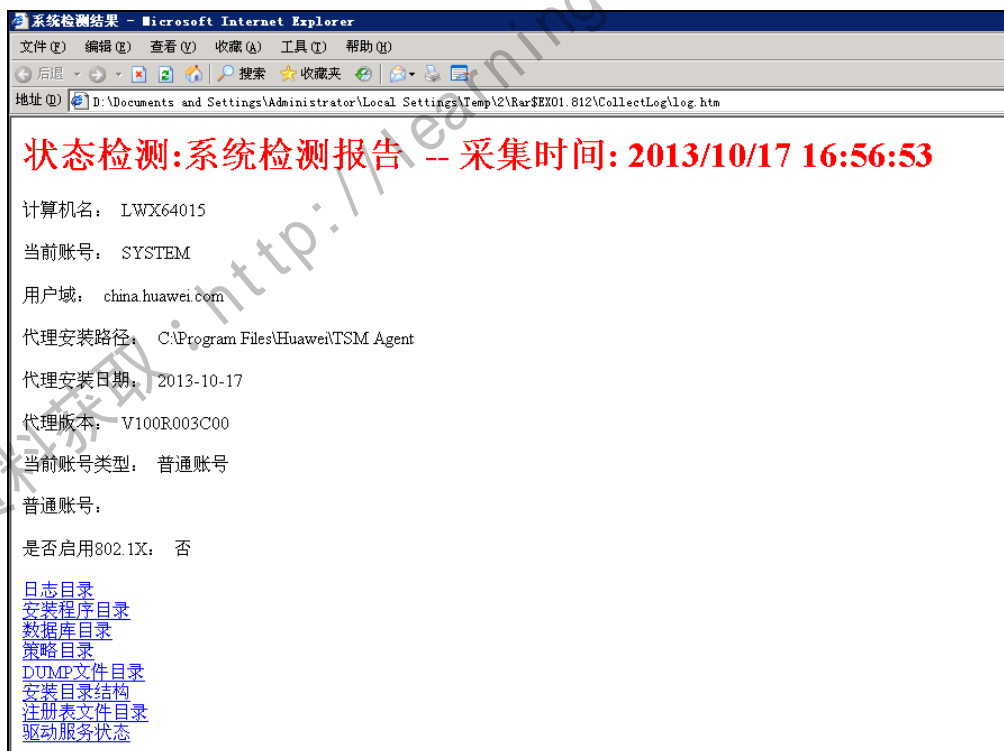 系统检测结果 - Microsoft Internet Explorer
文件(F) 编辑(E) 查看(V) 收藏(A) 工具(T) 帮助(H)
后退 搜索 收藏夹
地址(D) D:\Documents and Settings\Administrator\Local Settings\Temp\2\Rar$EX01.812\CollectLog\log.htm
状态检测:系统检测报告 -- 采集时间: 2013/10/17 16:56:53
计算机名： LWX64015
当前账号： SYSTEM
用户域： china.huawei.com
代理安装路径： C:\Program Files\Huawei\TSM Agent
代理安装日期： 2013-10-17
代理版本： V100R003C00
当前账号类型： 普通账号
普通账号：
是否启用802.1X： 否
日志目录
安装程序目录
数据库目录
策略目录
DUMP文件目录
安装目录结构
注册表文件目录
驱动服务状态
料获取：http://learning